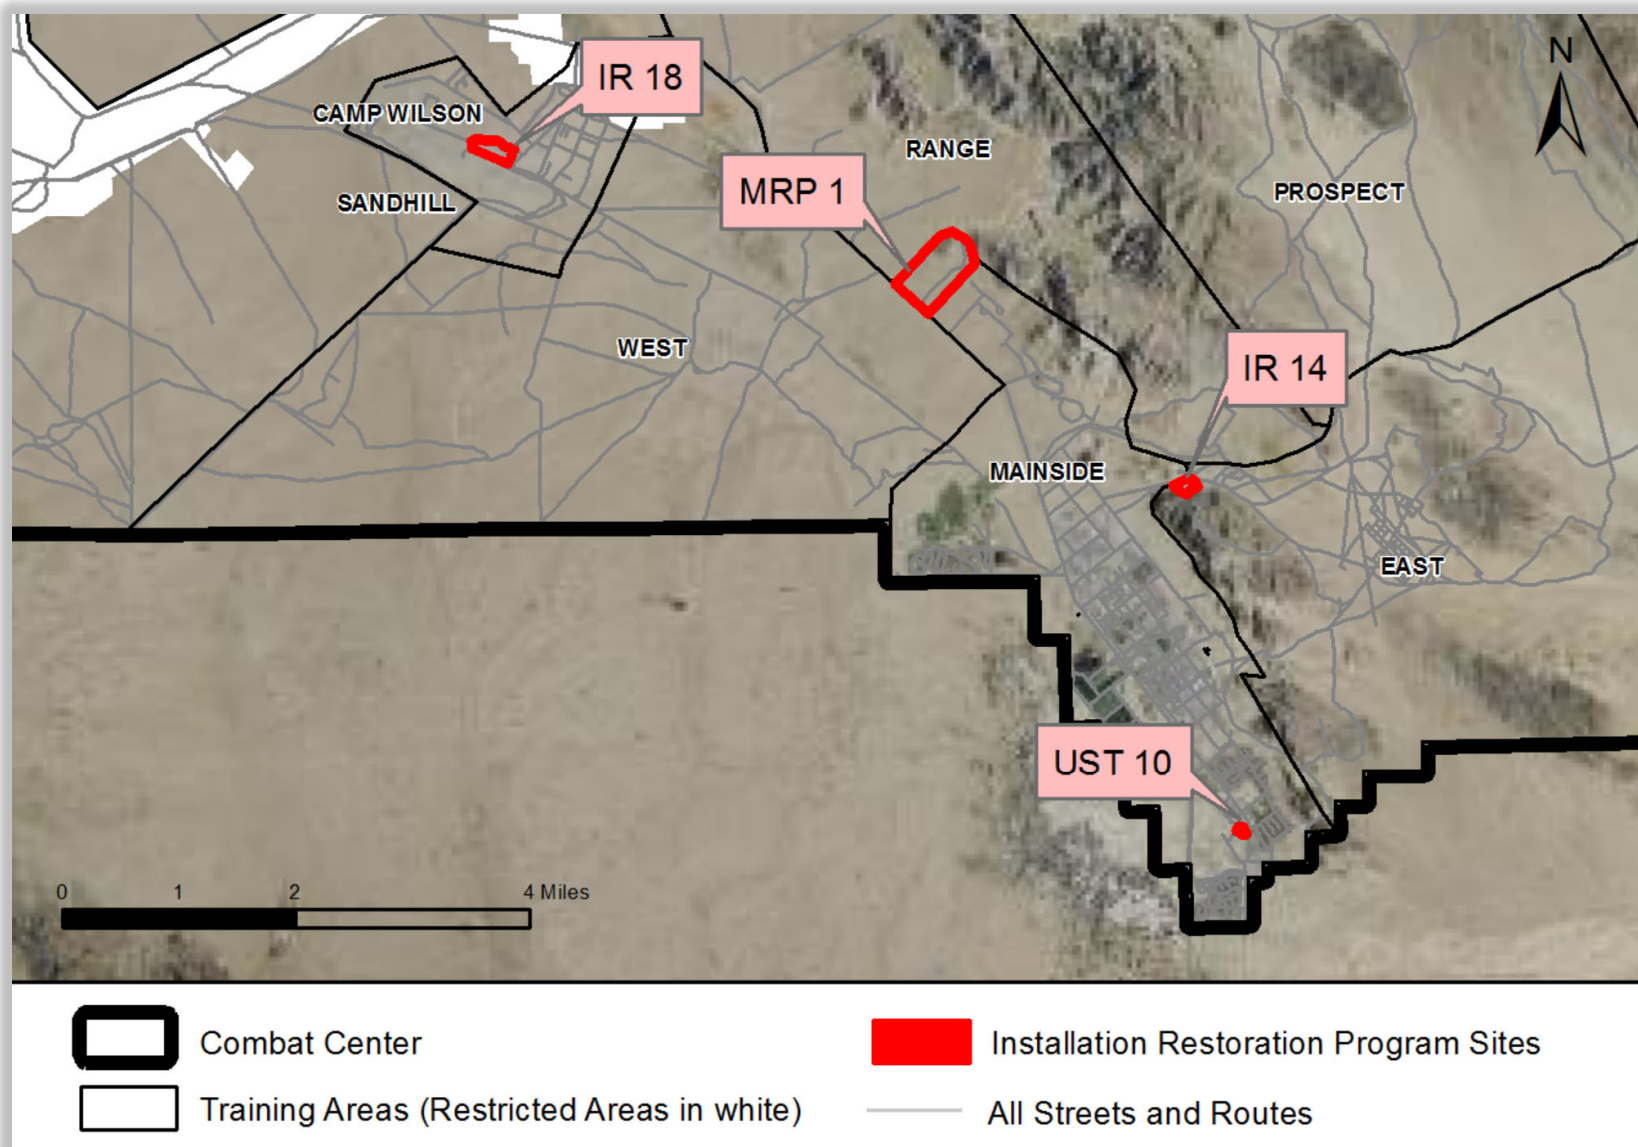 N
IR 18
CAMP WILSON
RANGE
MRP 1
PROSPECT
SANDHILL
WEST
IR 14
MAINSIDE
EAST
UST 10
0 1 2 4 Miles
Combat Center
Installation Restoration Program Sites
Training Areas (Restricted Areas in white)
All Streets and Routes